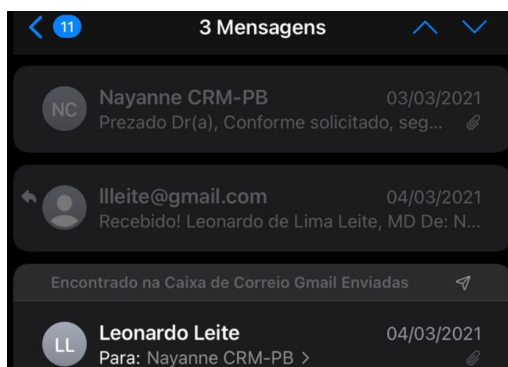 11 3 Mensagens
NC Nayanne CRM-PB 03/03/2021
Prezado Dr(a), Conforme solicitado, seg...
llleite@gmail.com 04/03/2021
Recebido! Leonardo de Lima Leite, MD De: N...
Encontrado na Caixa de Correio Gmail Enviadas
LL Leonardo Leite 04/03/2021
Para: Nayanne CRM-PB >